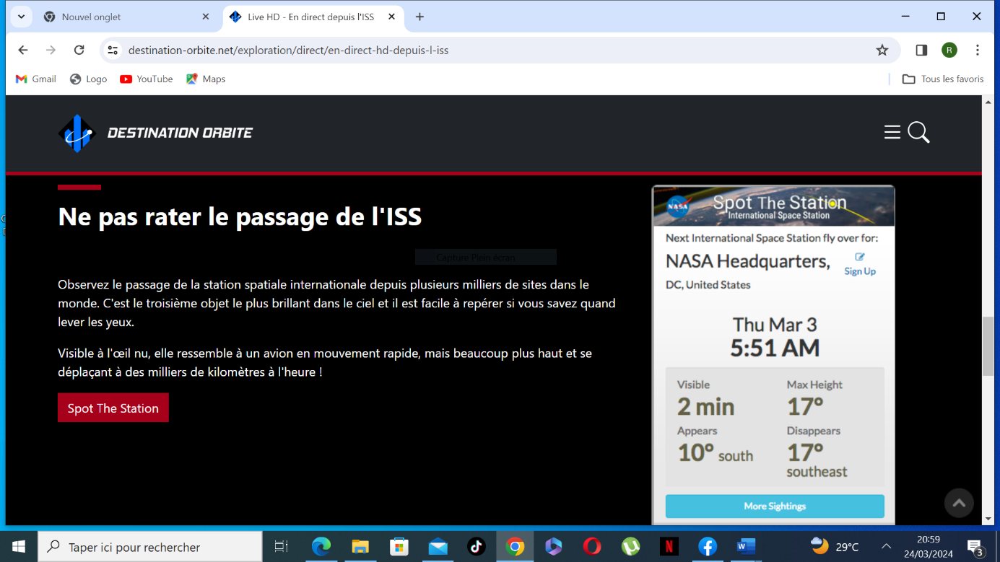 Nouvel onglet
Live HD - En direct depuis l'ISS
destination-orbite.net/exploration/direct/en-direct-hd-depuis-l-iss
R
Gmail
Logo
YouTube
Maps
Tous les favoris
DESTINATION ORBITE
Ne pas rater le passage de l'ISS
Capture Plein écran
Observez le passage de la station spatiale internationale depuis plusieurs milliers de sites dans le
monde. C'est le troisième objet le plus brillant dans le ciel et il est facile à repérer si vous savez quand
lever les yeux.
Visible à l'œil nu, elle ressemble à un avion en mouvement rapide, mais beaucoup plus haut et se
déplaçant à des milliers de kilomètres à l'heure !
Spot The Station
NASA
Spot The Station
International Space Station
Next International Space Station fly over for:
NASA Headquarters,
Sign Up
DC, United States
Thu Mar 3
5:51 AM
Visible
Max Height
2 min
17°
Appears
Disappears
10° south
17°
southeast
More Sightings
Taper ici pour rechercher
N
W
29°C
20:59
24/03/2024
3